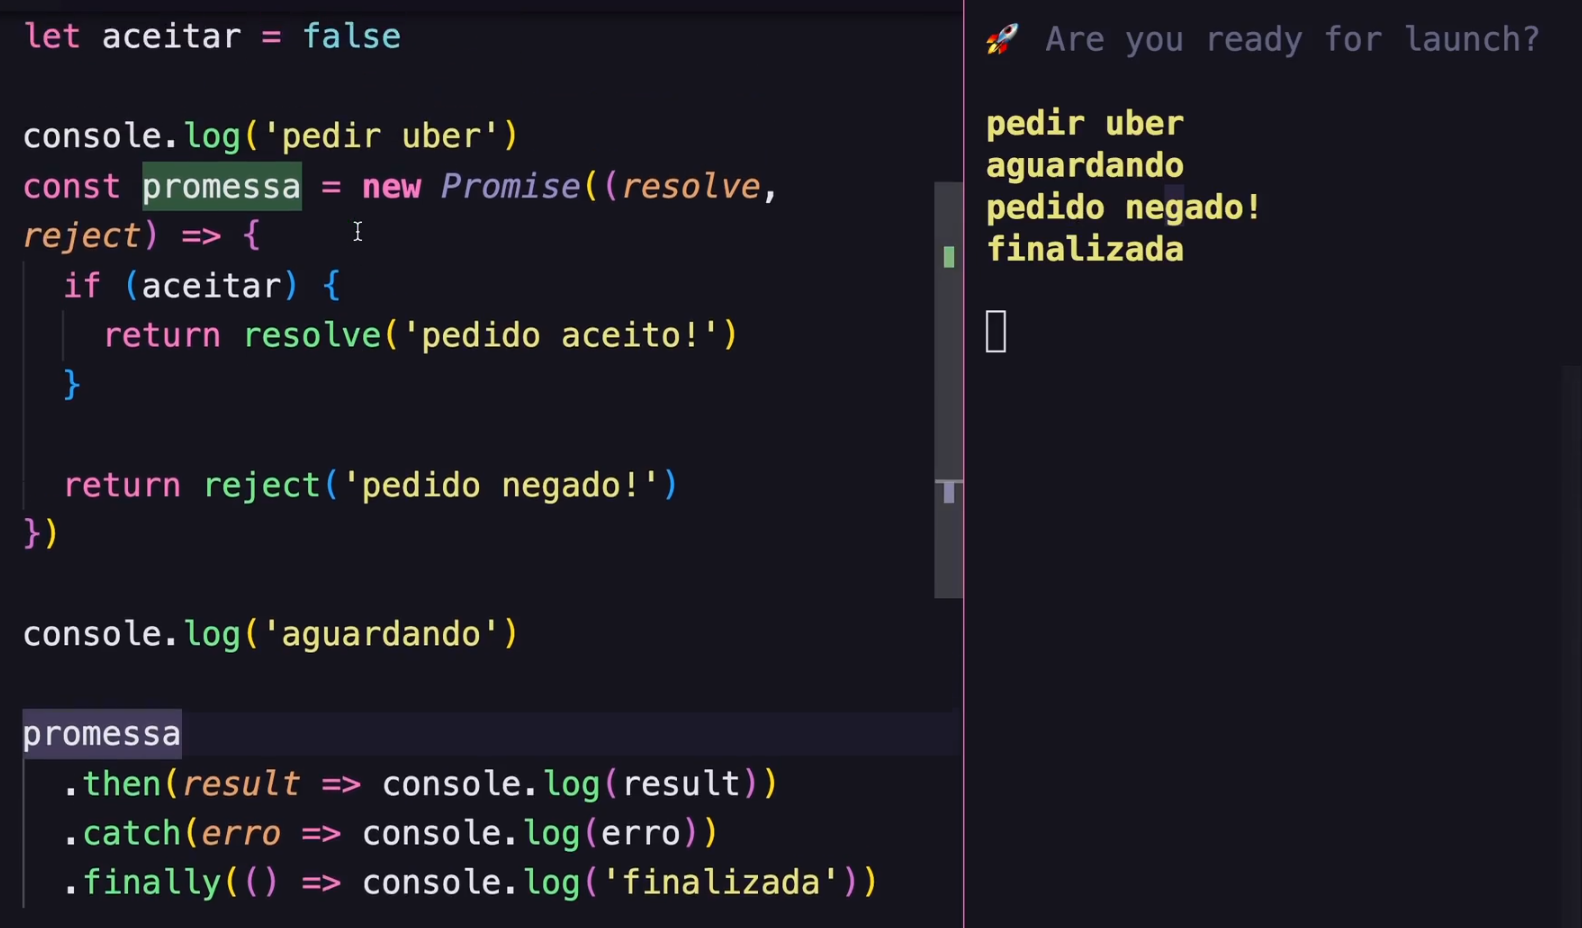 let aceitar = false
console.log('pedir uber')
const promessa = new Promise((resolve,
reject) => {
if (aceitar) {
return resolve('pedido aceito!')
}
return reject('pedido negado!')
})
console.log('aguardando')
promessa
.then(result => console.log(result))
.catch(erro => console.log(erro))
.finally(() => console.log('finalizada'))
🚀 Are you ready for launch?
pedir uber
aguardando
pedido negado!
finalizada